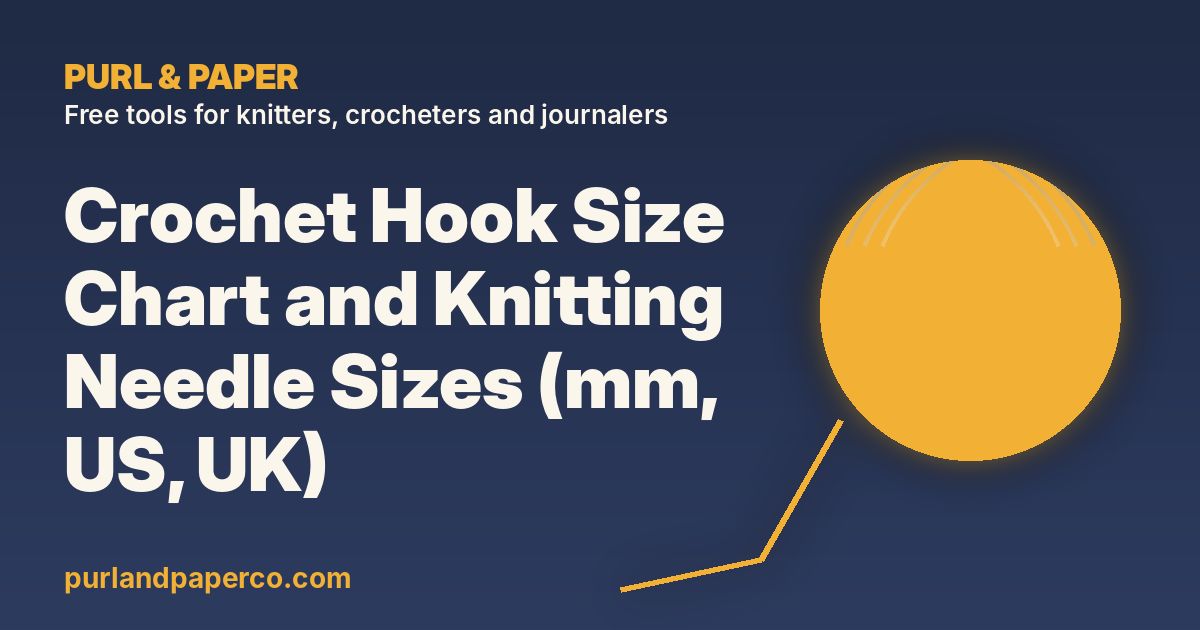 PURL & PAPER
Free tools for knitters, crocheters and journalers
Crochet Hook Size
Chart and Knitting
Needle Sizes (mm,
US, UK)
purlandpaperco.com